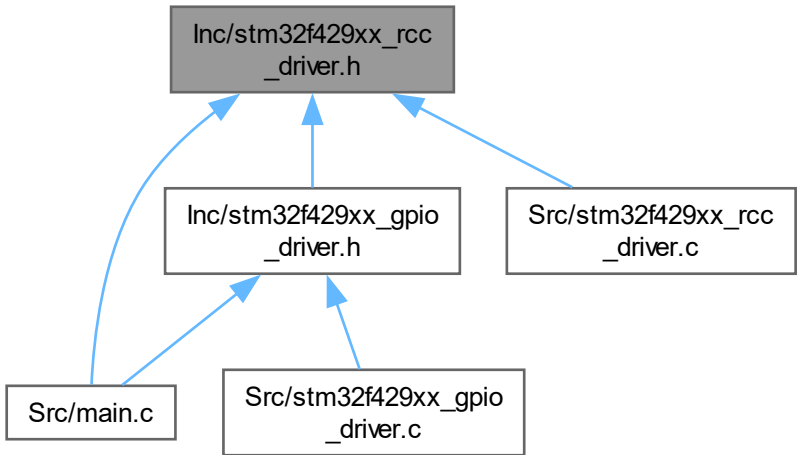 Inc/stm32f429xx_rcc
_driver.h
Inc/stm32f429xx_gpio
_driver.h
Src/stm32f429xx_rcc
_driver.c
Src/main.c
Src/stm32f429xx_gpio
_driver.c